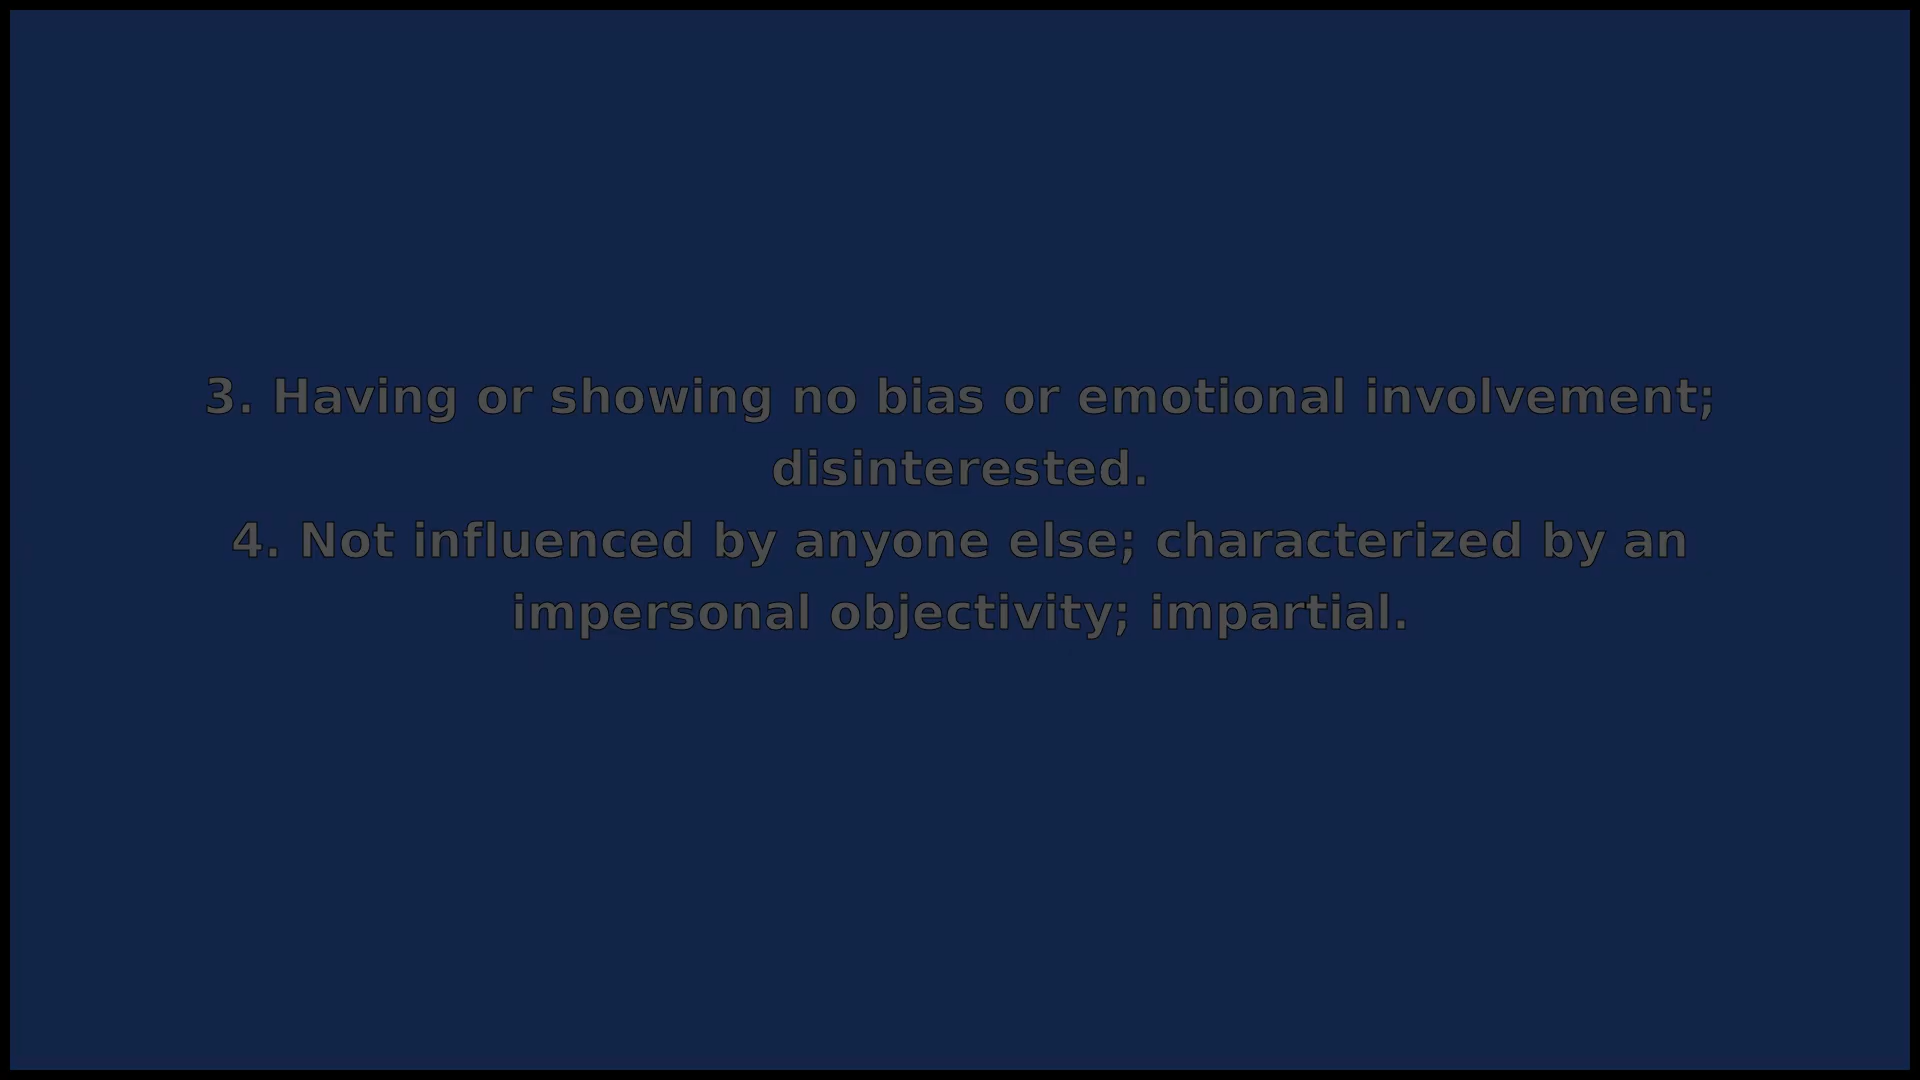 3. Having or showing no bias or emotional involvement;
disinterested.
4. Not influenced by anyone else; characterized by an
impersonal objectivity; impartial.